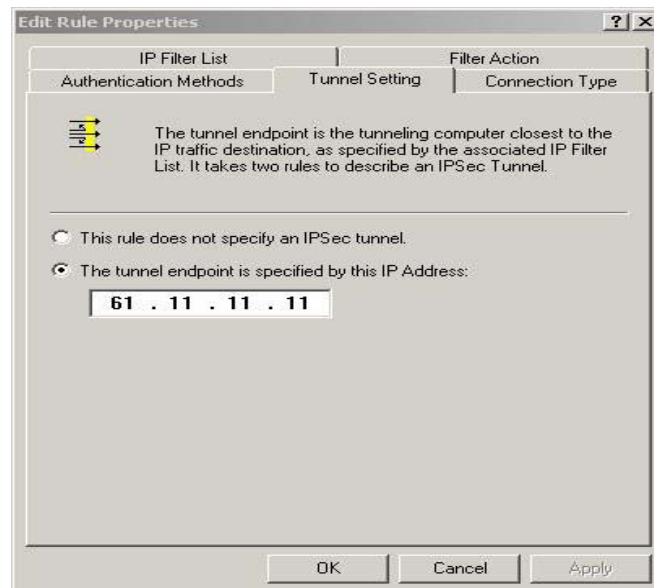 Edit Rule Properties
IP Filter List
Filter Action
Authentication Methods
Tunnel Setting
Connection Type
The tunnel endpoint is the tunneling computer closest to the
IP traffic destination, as specified by the associated IP Filter
List. It takes two rules to describe an IPSec Tunnel.
This rule does not specify an IPSec tunnel.
The tunnel endpoint is specified by this IP Address:
61 . 11 . 11 . 11
OK
Cancel
Apply